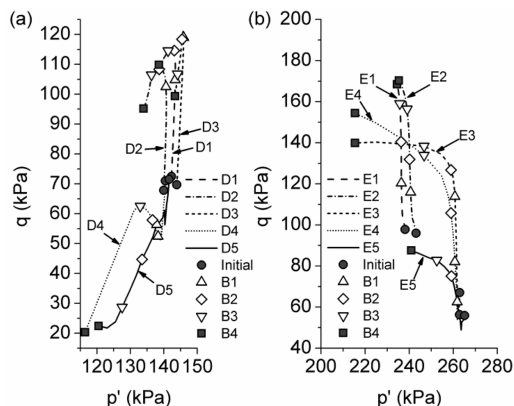 (a)
120
110
100
90
80
70
60
50
40
30
20
q (kPa)
D3
D2
D1
D4
D5
D1
D2
D3
D4
D5
Initial
B1
B2
B3
B4
120 130 140 150
p' (kPa)
(b)
200
180
160
140
120
100
80
60
40
q (kPa)
E1
E2
E4
E3
E5
E1
E2
E3
E4
E5
Initial
B1
B2
B3
B4
200 220 240 260 280
p' (kPa)